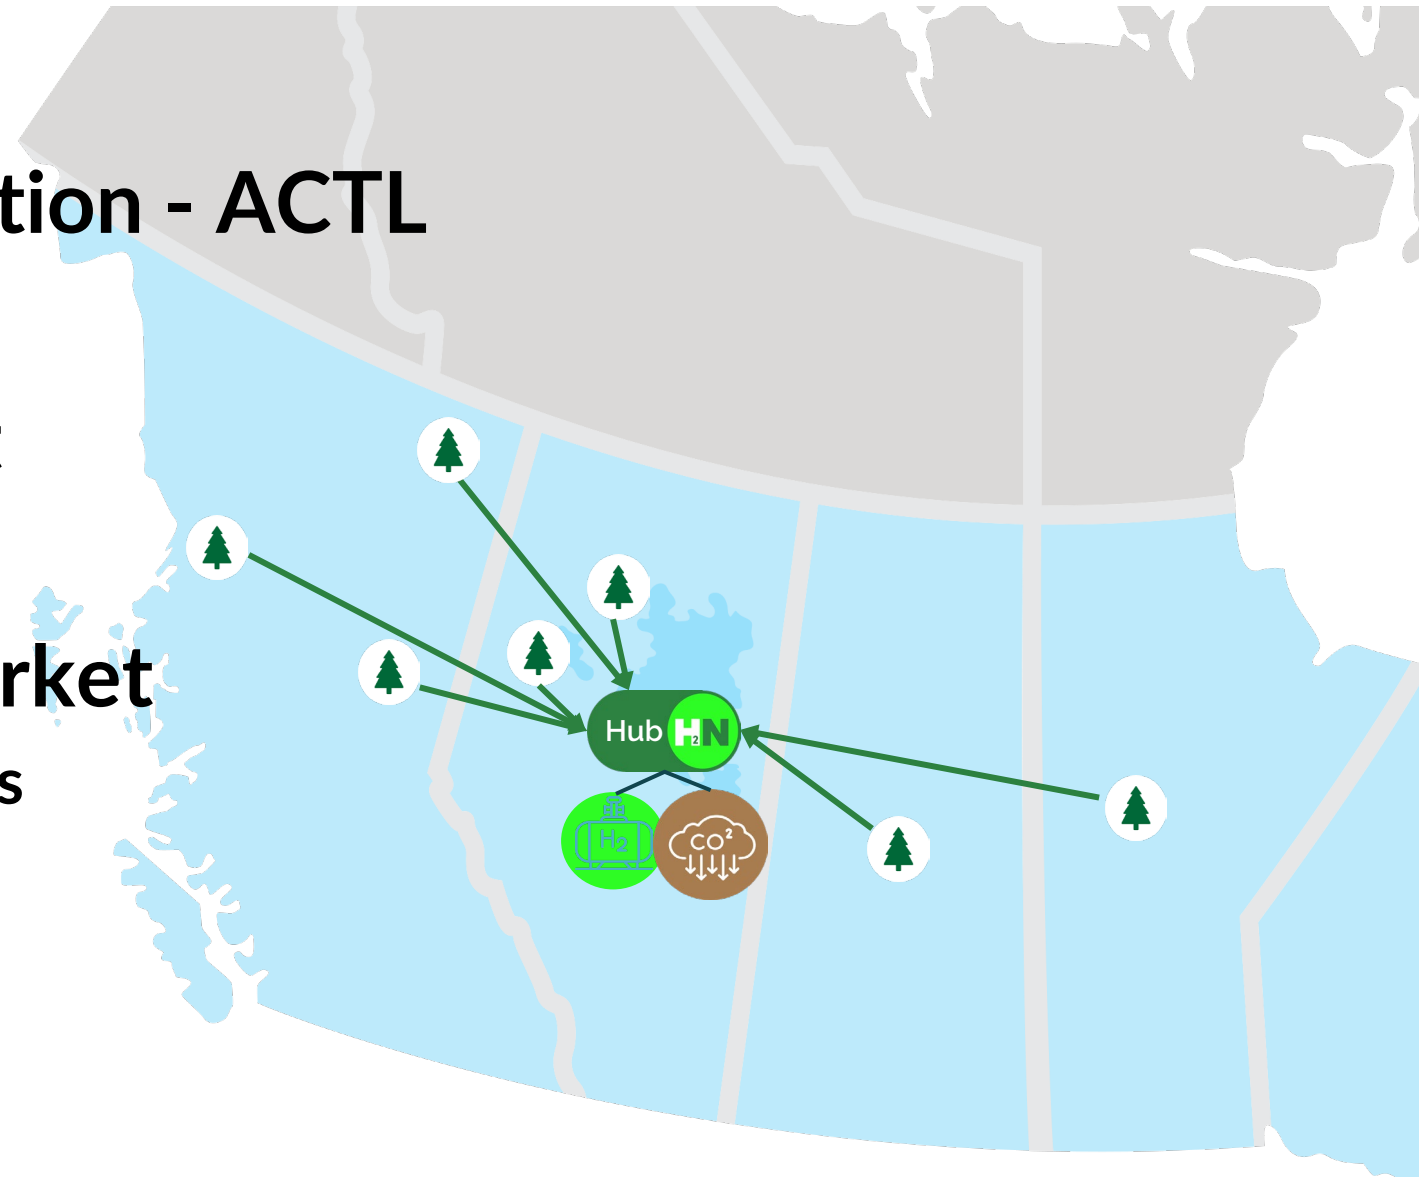 tion - ACTL
rket
s
Hub H2N
H2
CO²